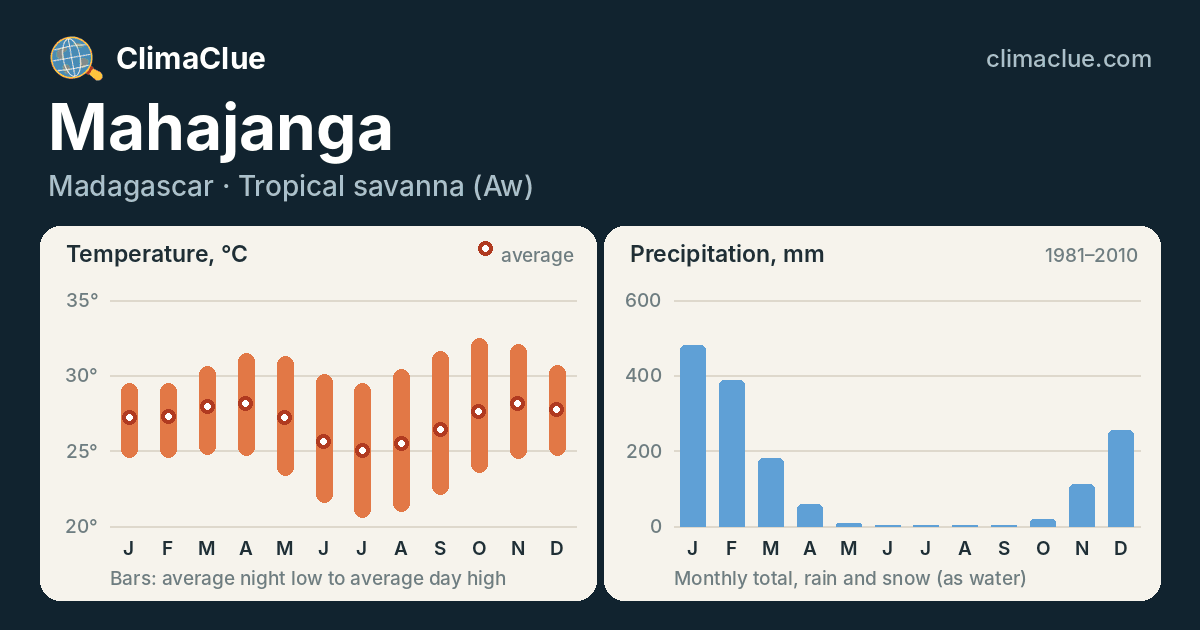 ClimaClue
climaclue.com
Mahajanga
Madagascar · Tropical savanna (Aw)
Temperature, °C
average
35°
30°
25°
20°
J F M A M J J A S O N D
Bars: average night low to average day high
Precipitation, mm
1981–2010
600
400
200
0
J F M A M J J A S O N D
Monthly total, rain and snow (as water)